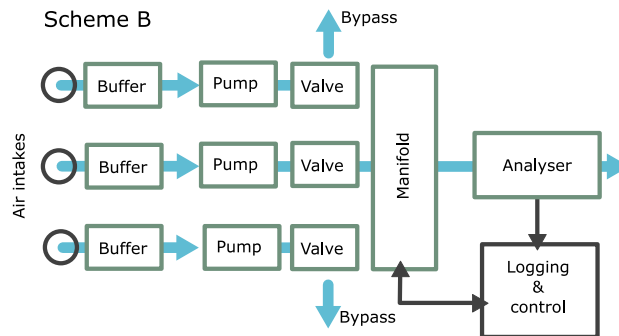 Scheme B
Bypass
Buffer
Pump
Valve
Air intakes
Buffer
Pump
Valve
Manifold
Analyser
Buffer
Pump
Valve
Logging
&
control
Bypass